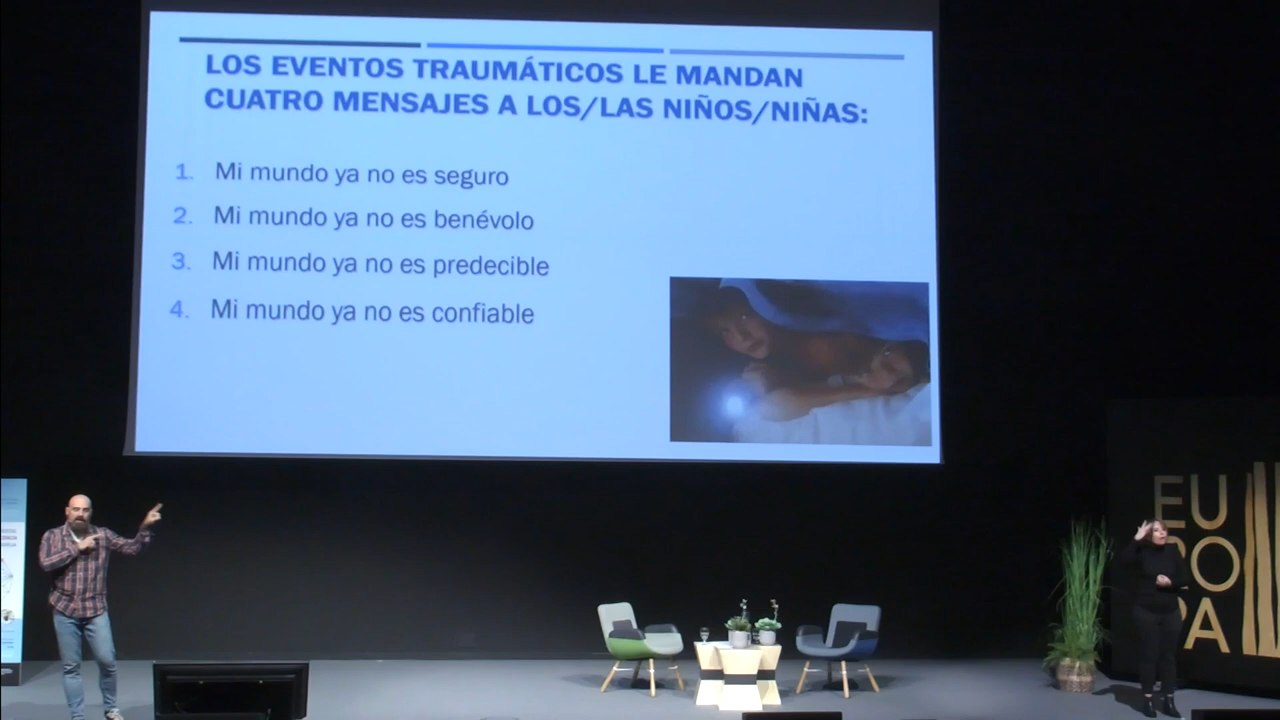 LOS EVENTOS TRAUMÁTICOS LE MANDAN
CUATRO MENSAJES A LOS/LAS NIÑOS/NIÑAS:
1. Mi mundo ya no es seguro
2. Mi mundo ya no es benévolo
3. Mi mundo ya no es predecible
4. Mi mundo ya no es confiable
EU
RO
PA